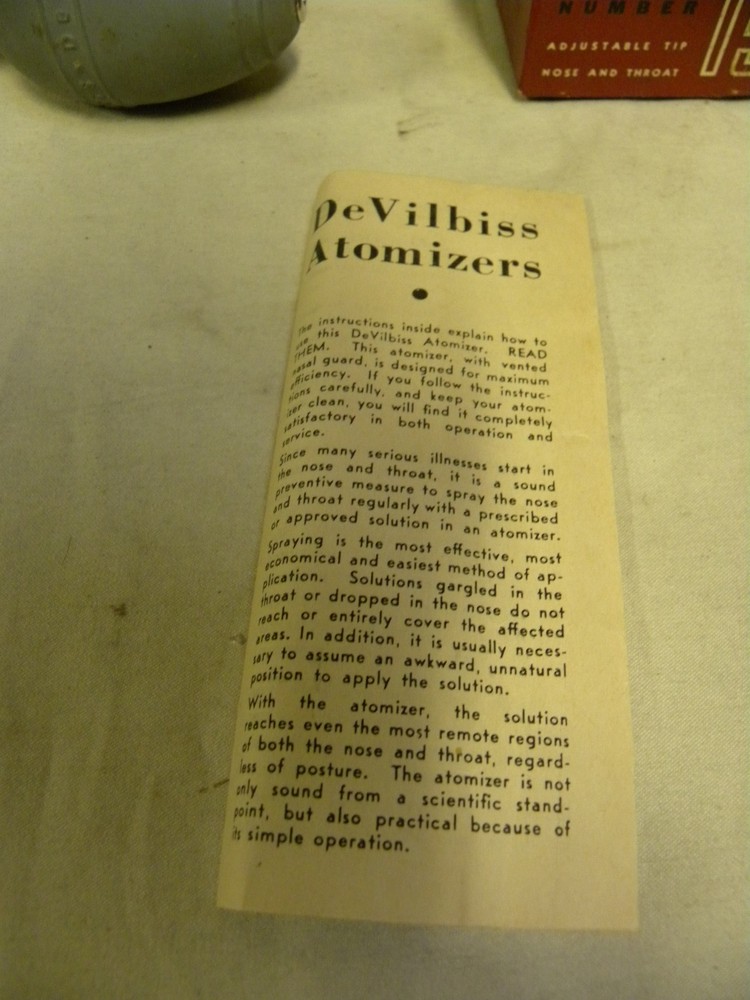 NUMBER
ADJUSTABLE TIP
NOSE AND THROAT
DeVilbiss
Atomizers
The instructions inside explain how to
use this DeVilbiss Atomizer. READ
THEM. This atomizer, with vented
nasal guard, is designed for maximum
efficiency. If you follow the instruc-
tions carefully, and keep your atom-
izer clean, you will find it completely
satisfactory in both operation and
service.
Since many serious illnesses start in
the nose and throat, it is a sound
preventive measure to spray the nose
and throat regularly with a prescribed
or approved solution in an atomizer.
Spraying is the most effective, most
economical and easiest method of ap-
plication. Solutions gargled in the
throat or dropped in the nose do not
reach or entirely cover the affected
areas. In addition, it is usually neces-
sary to assume an awkward, unnatural
position to apply the solution.
With the atomizer, the solution
reaches even the most remote regions
of both the nose and throat, regard-
less of posture. The atomizer is not
only sound from a scientific stand-
point, but also practical because of
its simple operation.